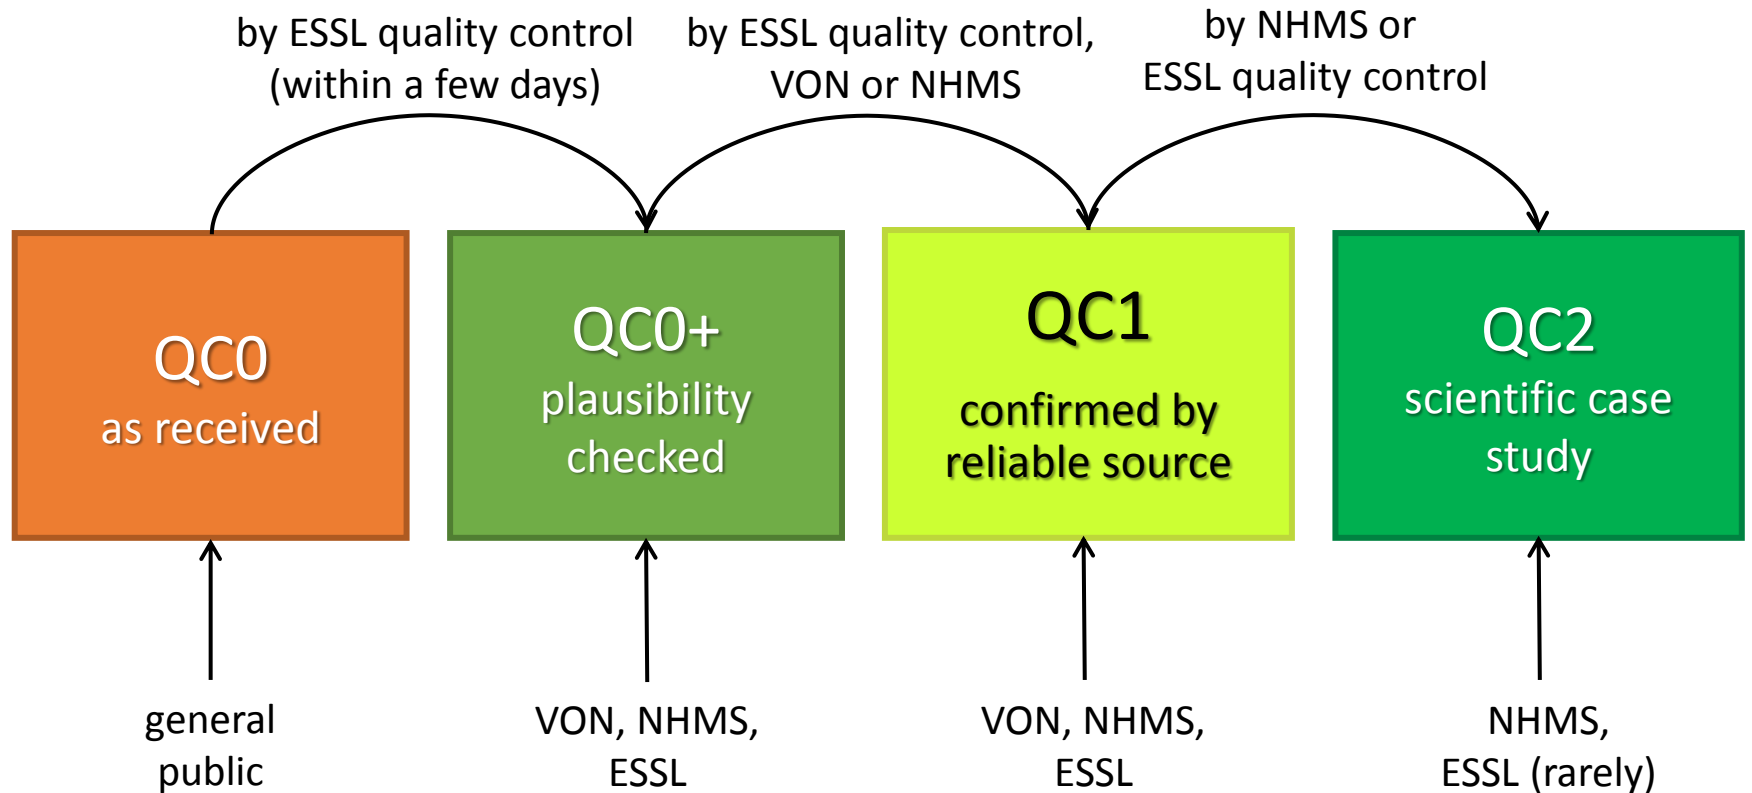 by ESSL quality control
(within a few days)
by ESSL quality control,
VON or NHMS
by NHMS or
ESSL quality control
QC0
as received
QC0+
plausibility
checked
QC1
confirmed by
reliable source
QC2
scientific case
study
general
public
VON, NHMS,
ESSL
VON, NHMS,
ESSL
NHMS,
ESSL (rarely)